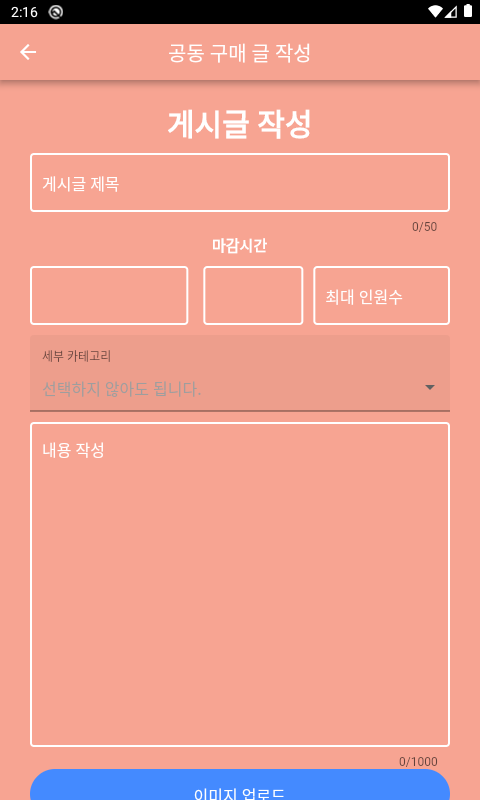 2:16
공동 구매 글 작성
게시글 작성
게시글 제목
0/50
마감시간
최대 인원수
세부 카테고리
선택하지 않아도 됩니다.
내용 작성
0/1000
이미지 업로드